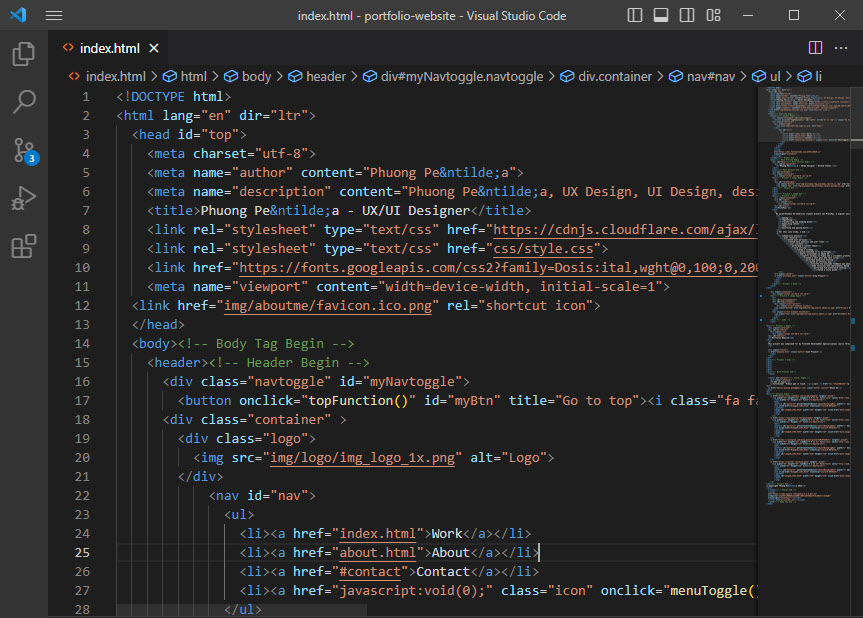 index.html - portfolio-website - Visual Studio Code
index.html
index.html > html > body > header > div#myNavtoggle.navtoggle > div.container > nav#nav > ul > li
3
1 <!DOCTYPE html>
2 <html lang="en" dir="ltr">
3 <head id="top">
4 <meta charset="utf-8">
5 <meta name="author" content="Phuong Pe&ntilde;a">
6 <meta name="description" content="Phuong Pe&ntilde;a, UX Design, UI Design, des
7 <title>Phuong Pe&ntilde;a - UX/UI Designer</title>
8 <link rel="stylesheet" type="text/css" href="https://cdnjs.cloudflare.com/ajax/
9 <link rel="stylesheet" type="text/css" href="css/style.css">
10 <link href="https://fonts.googleapis.com/css2?family=Dosis:ital,wght@0,100;0,200
11 <meta name="viewport" content="width=device-width, initial-scale=1">
12 <link href="img/aboutme/favicon.ico.png" rel="shortcut icon">
13 </head>
14 <body><!-- Body Tag Begin -->
15 <header><!-- Header Begin -->
16 <div class="navtoggle" id="myNavtoggle">
17 <button onclick="topFunction()" id="myBtn" title="Go to top"><i class="fa fa
18 <div class="container" >
19 <div class="logo">
20 <img src="img/logo/img_logo_1x.png" alt="Logo">
21 </div>
22 <nav id="nav">
23 <ul>
24 <li><a href="index.html">Work</a></li>
25 <li><a href="about.html">About</a></li>
26 <li><a href="#contact">Contact</a></li>
27 <li><a href="javascript:void(0);" class="icon" onclick="menuToggle()
28 </ul>